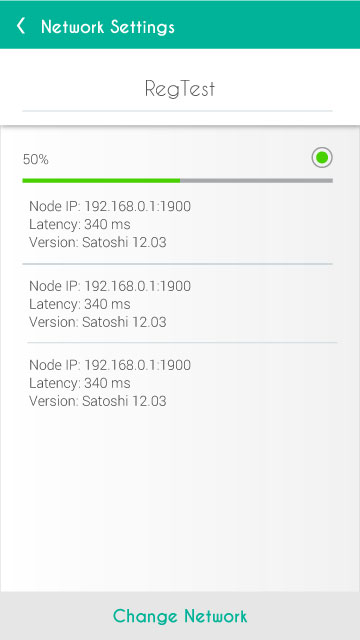 Network Settings
RegTest
50%
Node IP: 192.168.0.1:1900
Latency: 340 ms
Version: Satoshi 12.03
Node IP: 192.168.0.1:1900
Latency: 340 ms
Version: Satoshi 12.03
Node IP: 192.168.0.1:1900
Latency: 340 ms
Version: Satoshi 12.03
Change Network